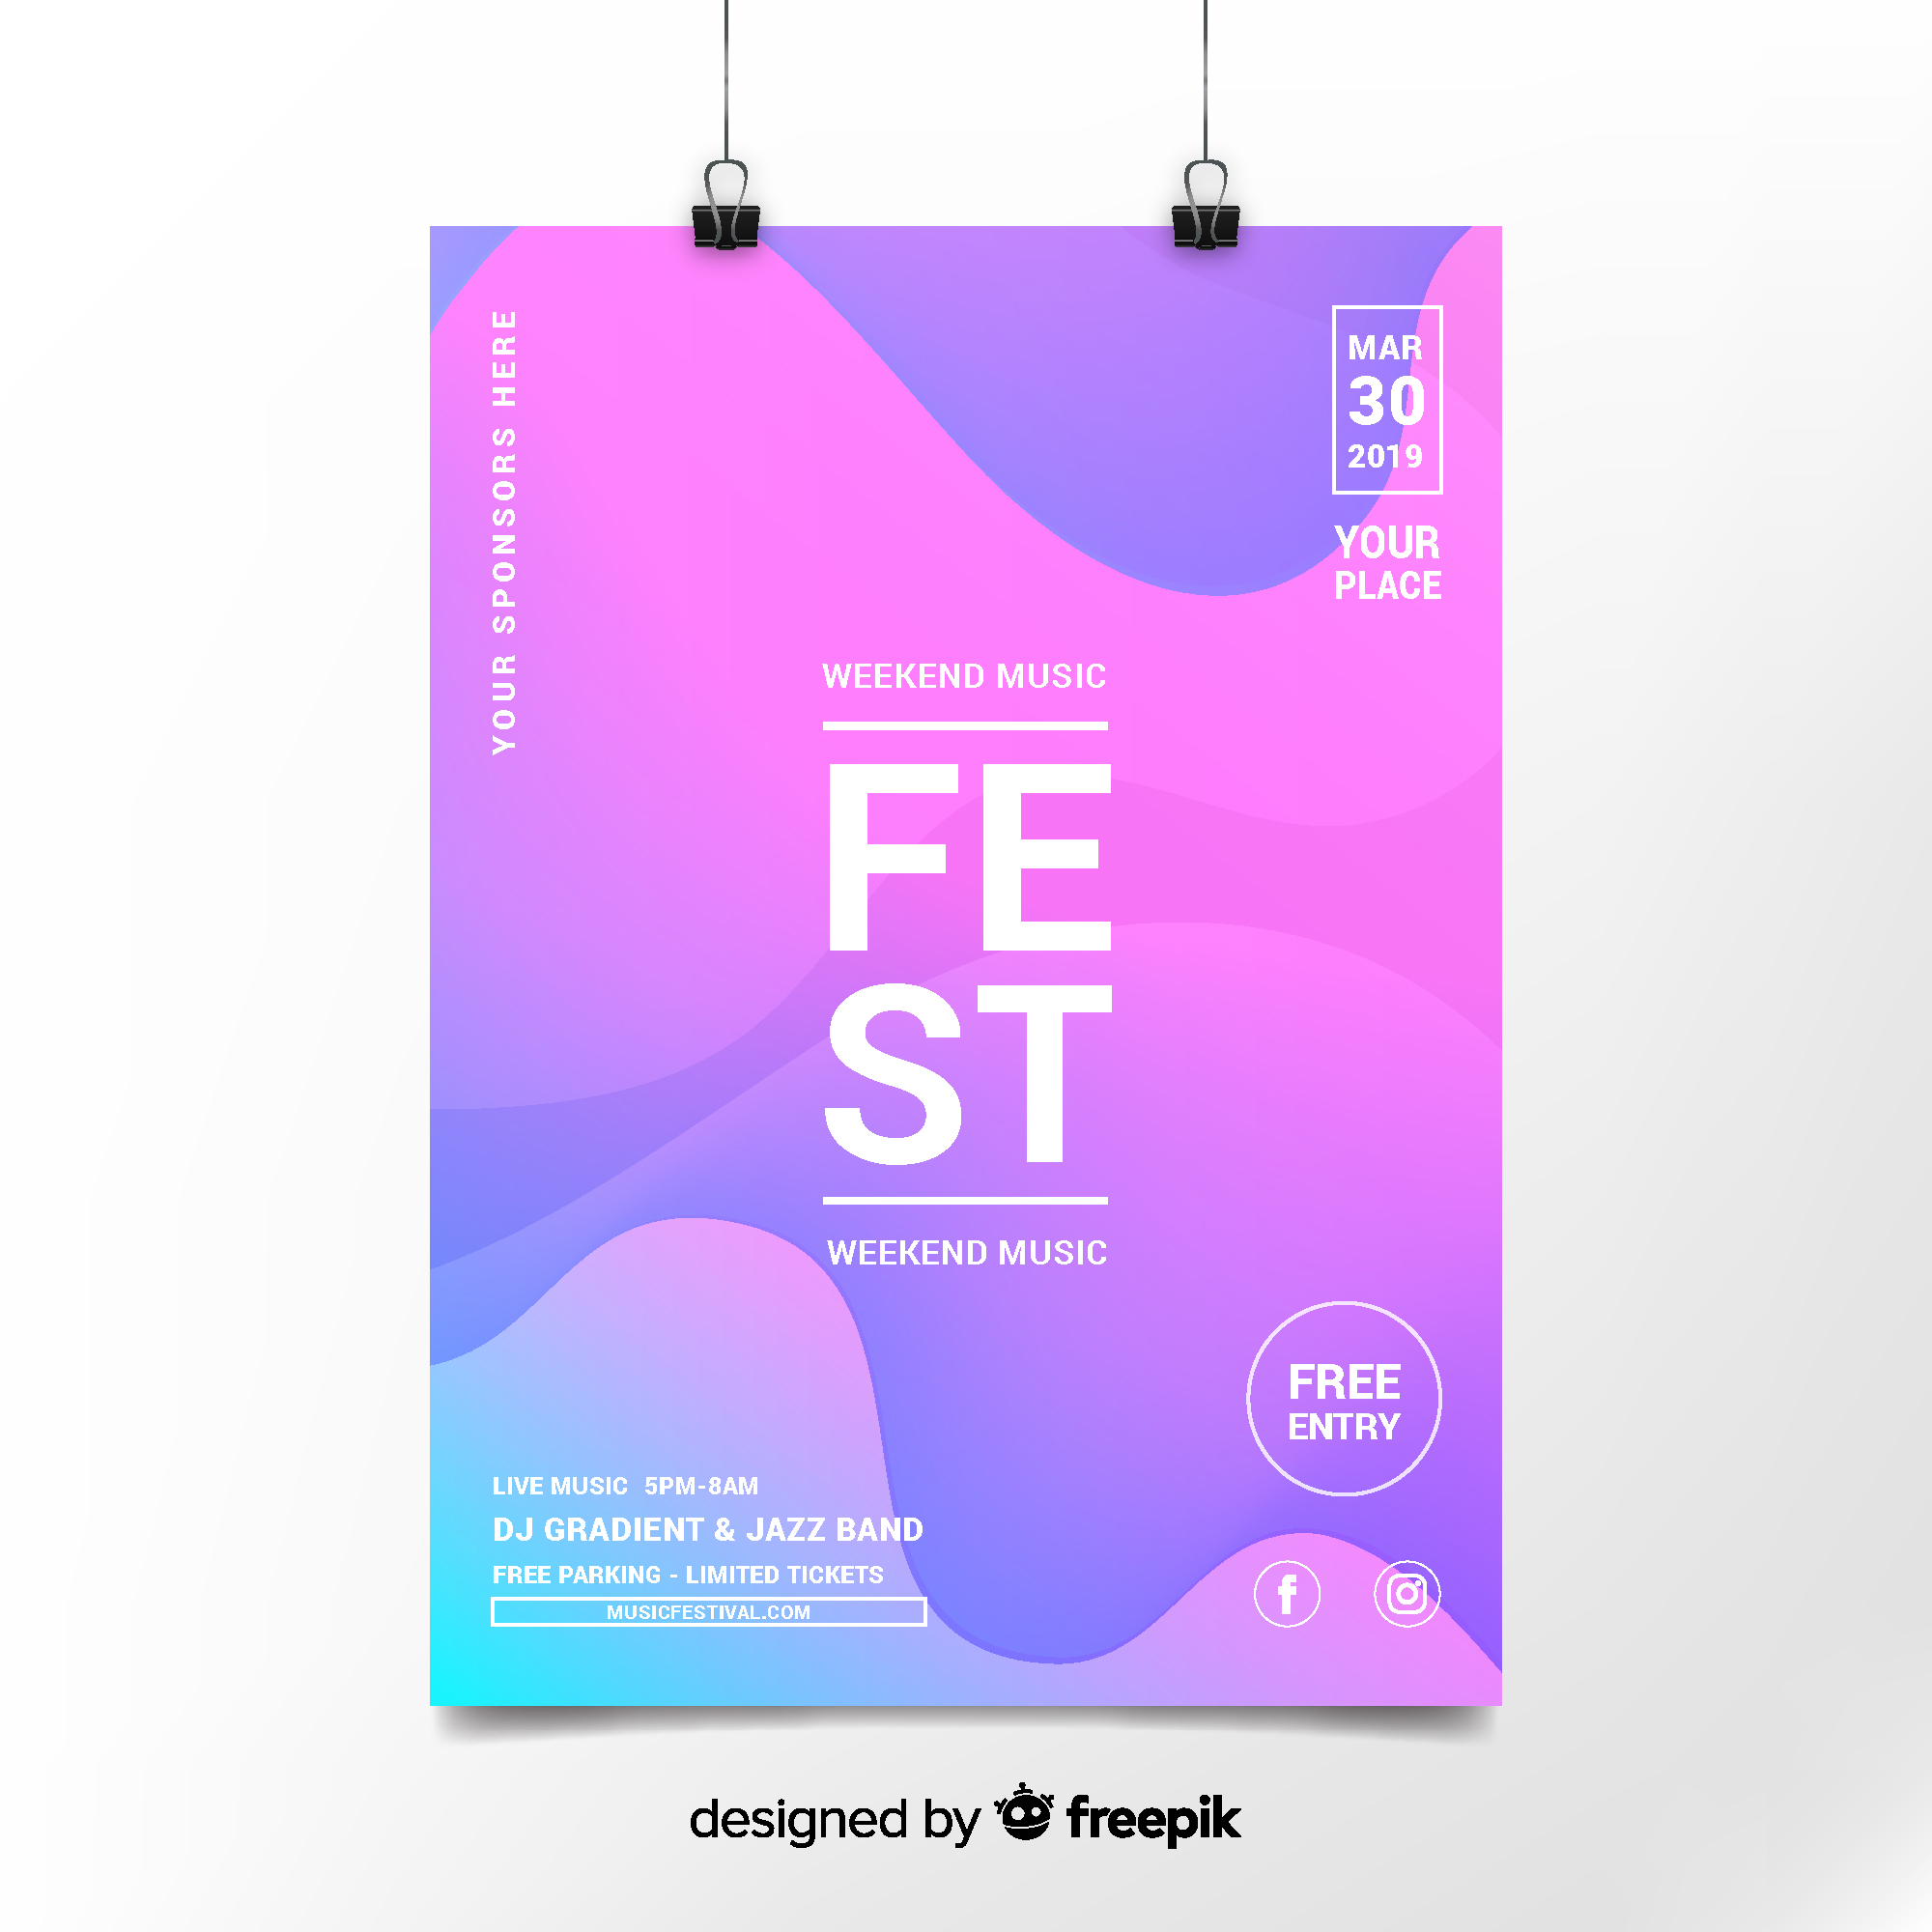 YOUR SPONSORS HERE
MAR
30
2019
YOUR
PLACE
WEEKEND MUSIC
FE
ST
WEEKEND MUSIC
FREE
ENTRY
LIVE MUSIC 5PM-8AM
DJ GRADIENT & JAZZ BAND
FREE PARKING - LIMITED TICKETS
MUSICFESTIVAL.COM
designed by freepik